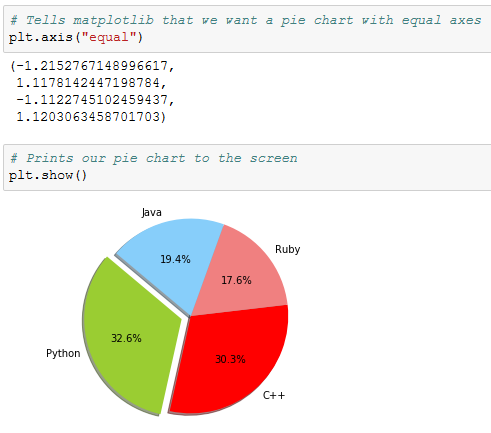 # Tells matplotlib that we want a pie chart with equal axes
plt.axis("equal")
(-1.2152767148996617,
1.1178142447198784,
-1.1122745102459437,
1.1203063458701703)
# Prints our pie chart to the screen
plt.show()
Java
Ruby
19.4%
17.6%
32.6%
Python
30.3%
C++